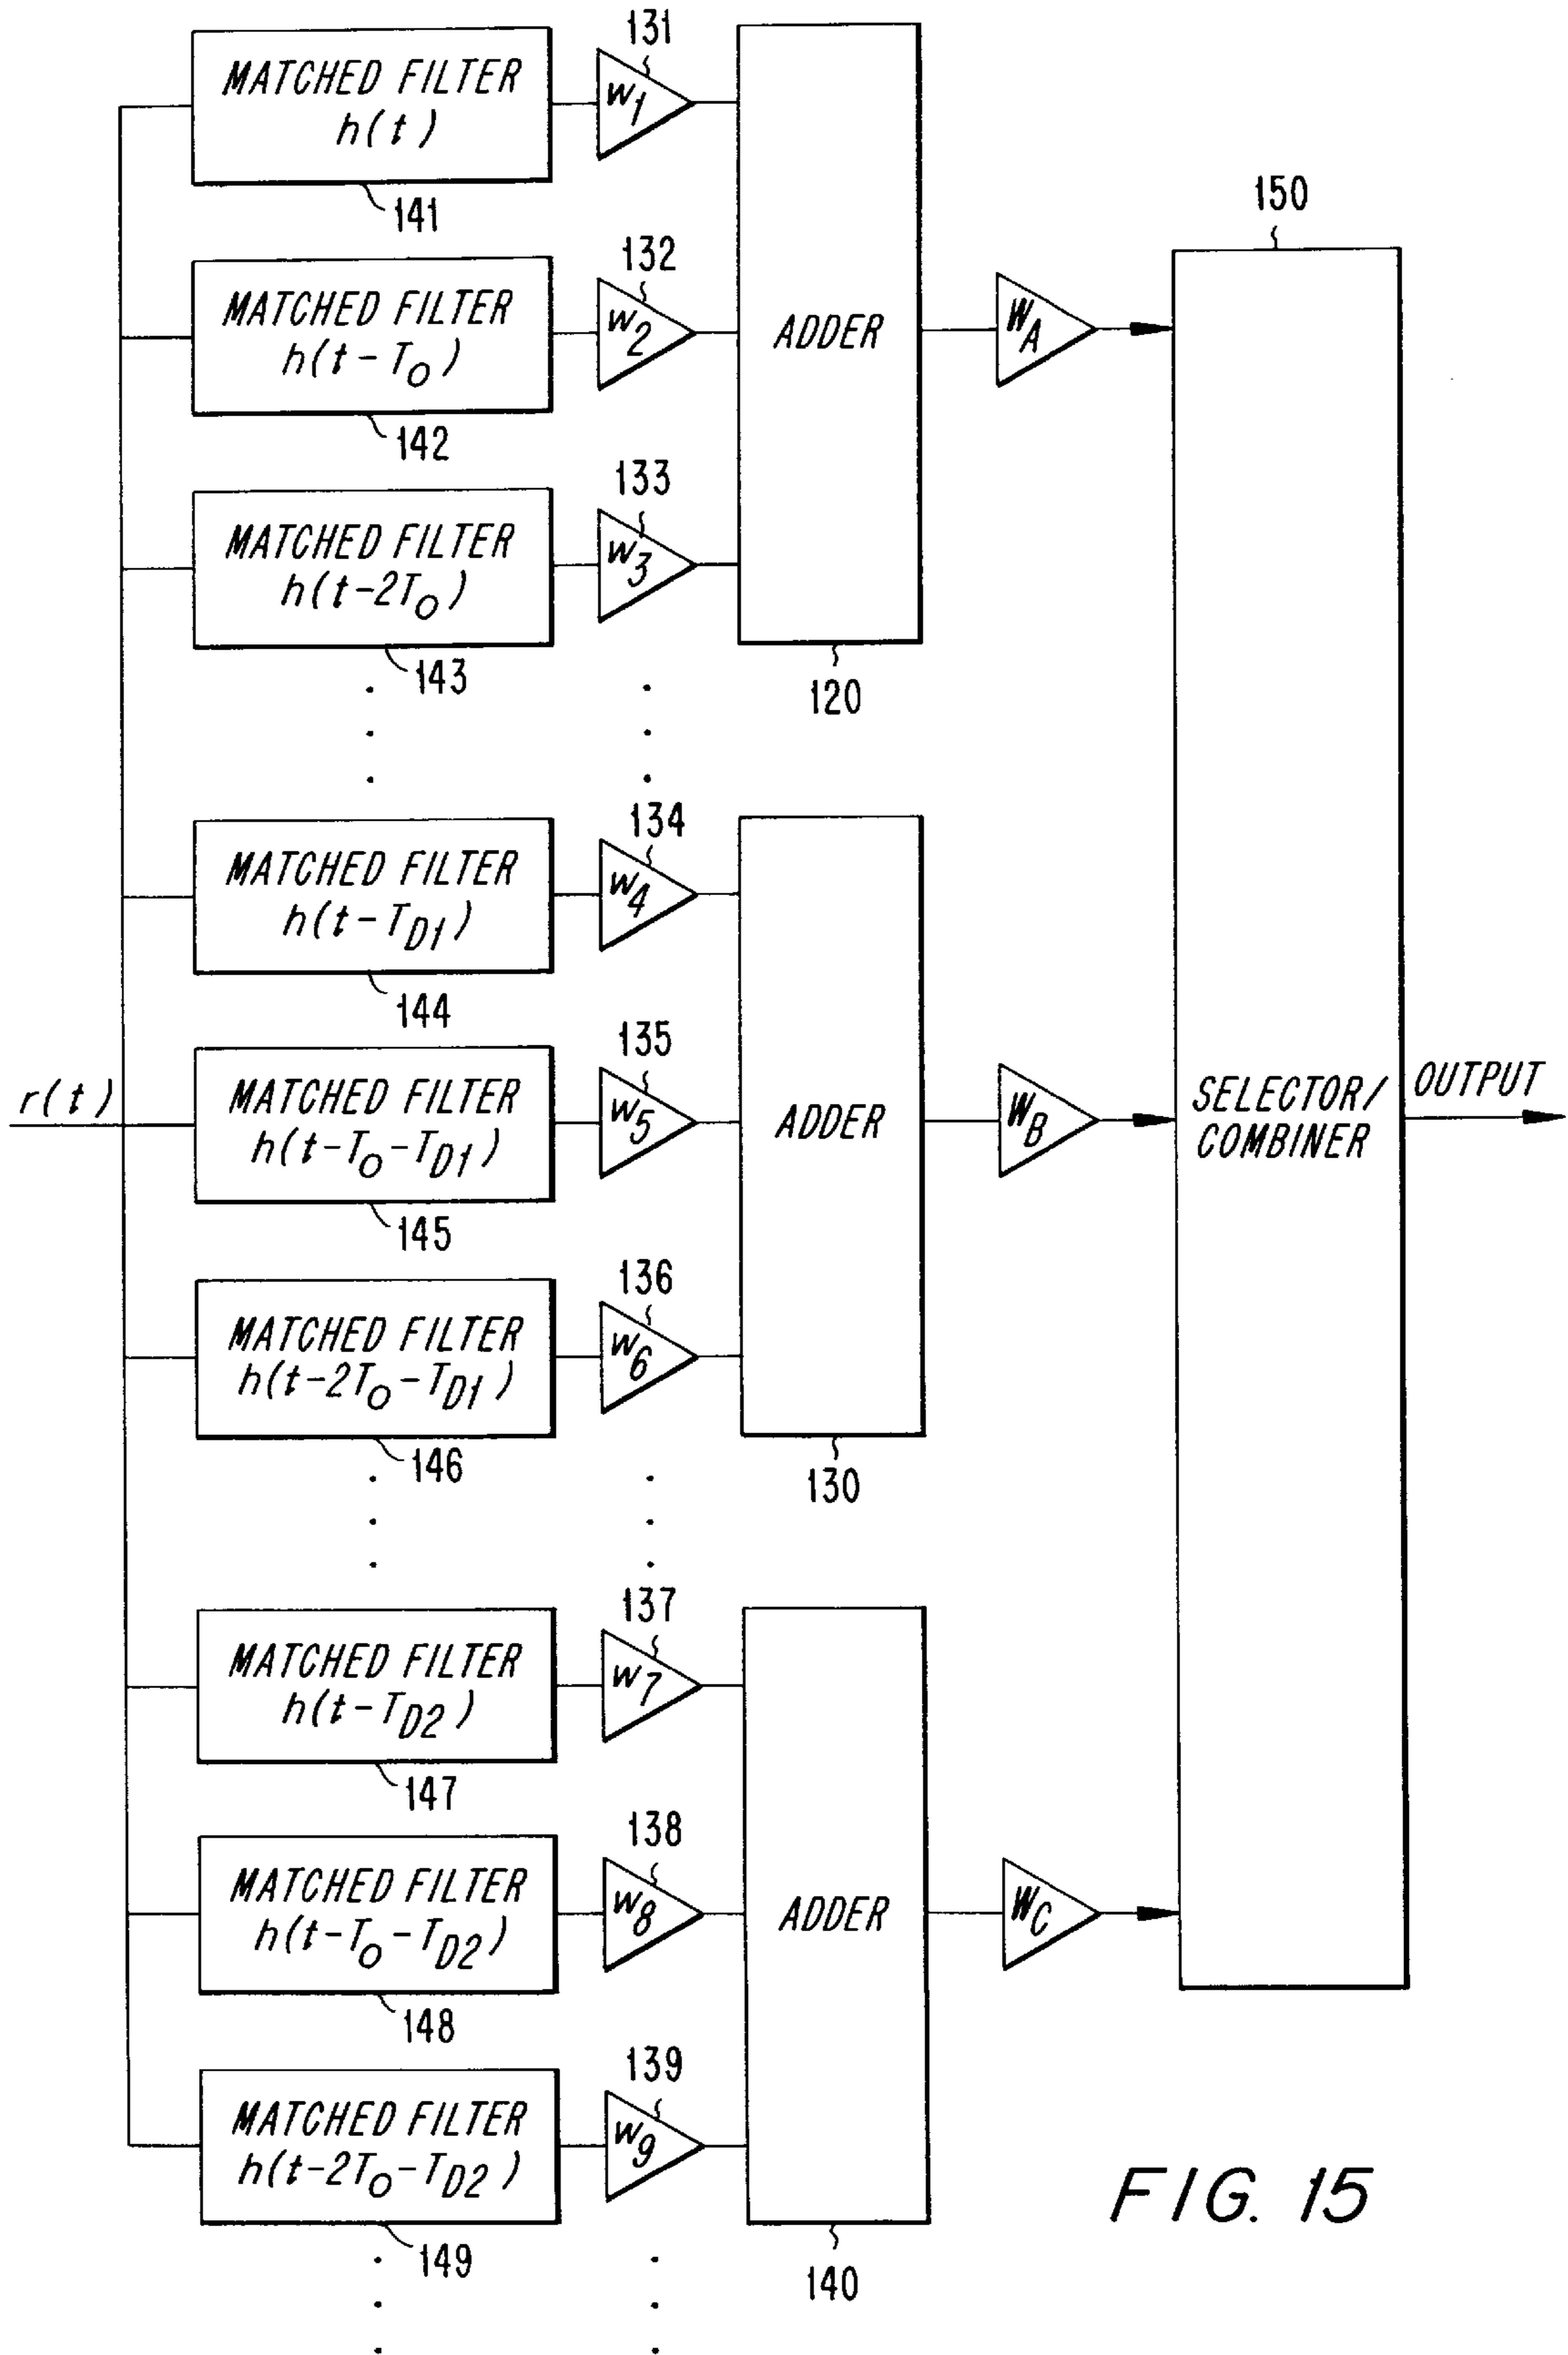 131
MATCHED FILTER
h(t)
W1
141
150
132
MATCHED FILTER
h(t-TO)
W2
ADDER
WA
142
133
MATCHED FILTER
h(t-2TO)
W3
143
120
134
MATCHED FILTER
h(t-TD1)
W4
144
135
r(t)
MATCHED FILTER
h(t-TO-TD1)
W5
ADDER
WB
SELECTOR/
COMBINER
OUTPUT
145
136
MATCHED FILTER
h(t-2TO-TD1)
W6
146
130
137
MATCHED FILTER
h(t-TD2)
W7
147
138
MATCHED FILTER
h(t-TO-TD2)
W8
ADDER
WC
148
139
MATCHED FILTER
h(t-2TO-TD2)
W9
149
140
FIG. 15